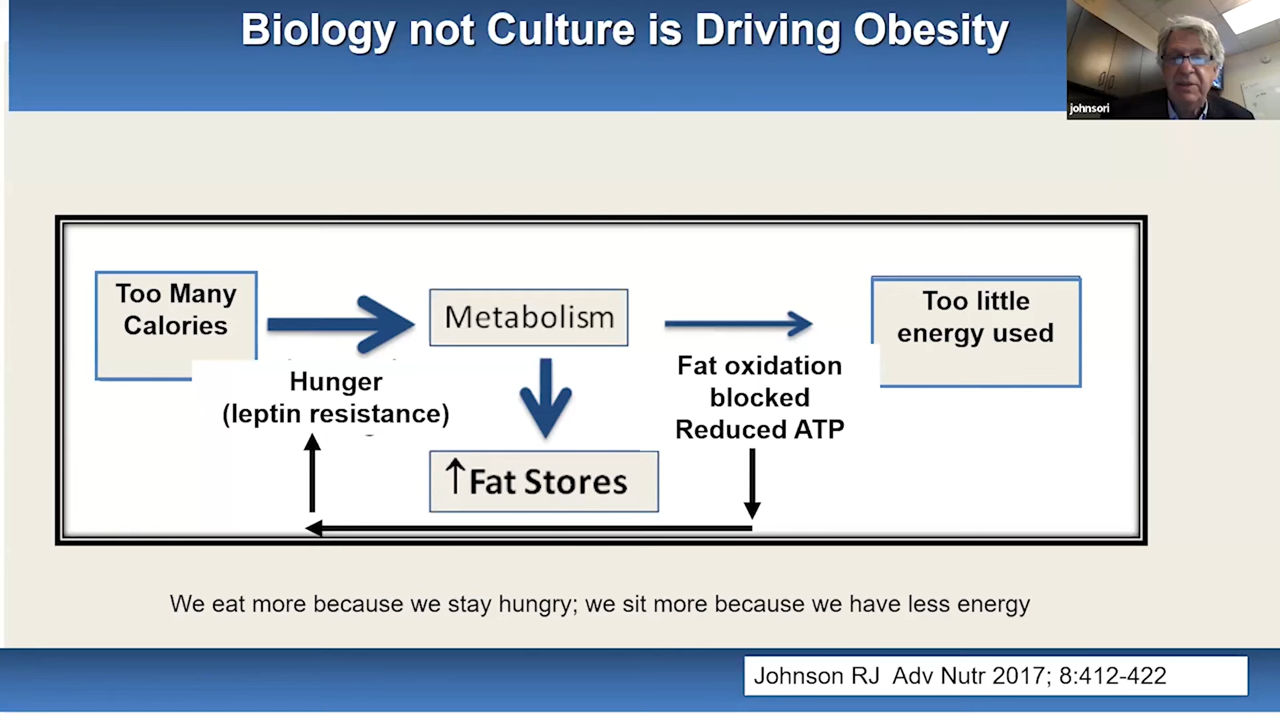 Biology not Culture is Driving Obesity
johnsori
Too Many
Calories
Metabolism
Too little
energy used
Hunger
(leptin resistance)
Fat oxidation
blocked
Reduced ATP
↑Fat Stores
We eat more because we stay hungry; we sit more because we have less energy
Johnson RJ Adv Nutr 2017; 8:412-422